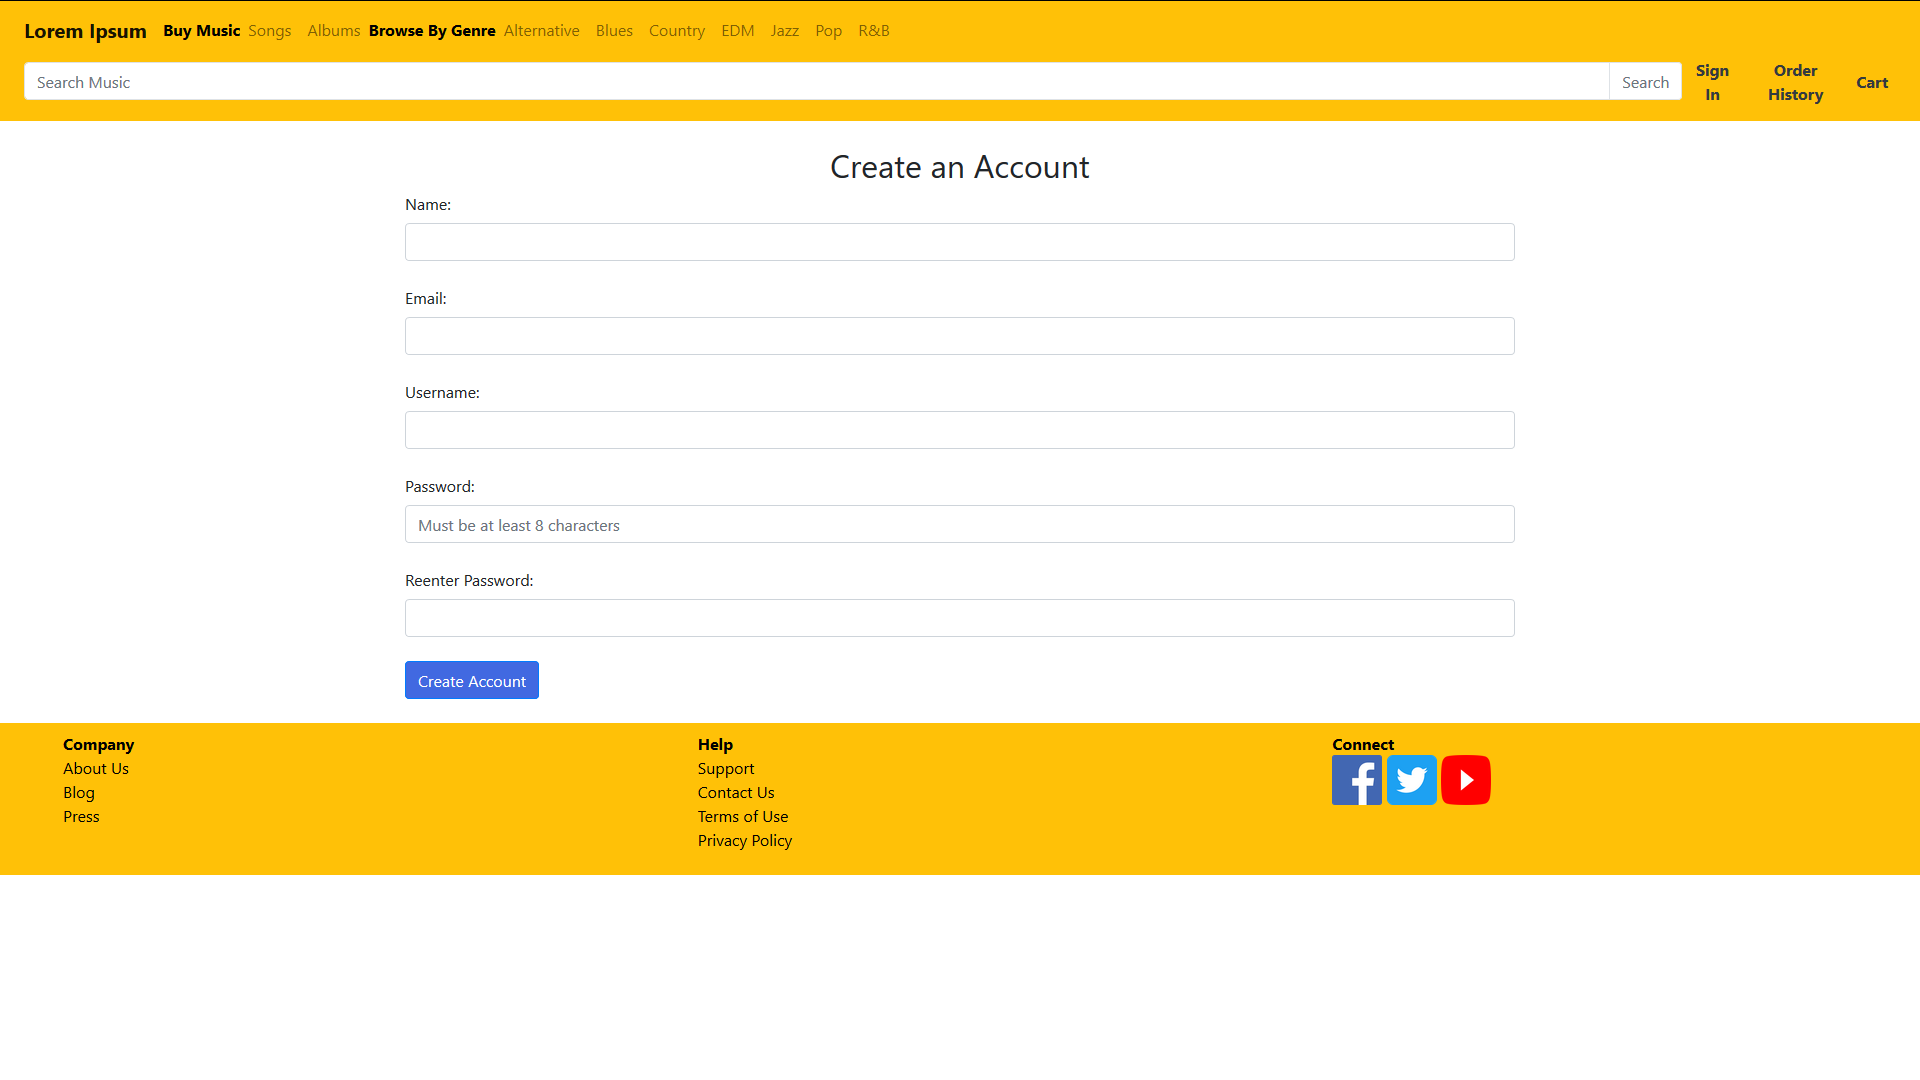 Lorem Ipsum Buy Music Songs Albums Browse By Genre Alternative Blues Country EDM Jazz Pop R&B
Search Music Search Sign In Order History Cart
Create an Account
Name:
Email:
Username:
Password:
Must be at least 8 characters
Reenter Password:
Create Account
Company
About Us
Blog
Press
Help
Support
Contact Us
Terms of Use
Privacy Policy
Connect